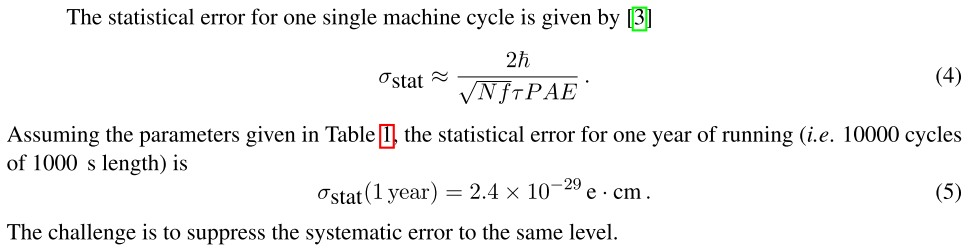 The statistical error for one single machine cycle is given by [3]
σ_stat ≈ 2ℏ / (√(Nf) τPAE) . (4)
Assuming the parameters given in Table 1, the statistical error for one year of running (i.e. 10000 cycles
of 1000 s length) is
σ_stat(1 year) = 2.4 × 10^{−29} e · cm . (5)
The challenge is to suppress the systematic error to the same level.